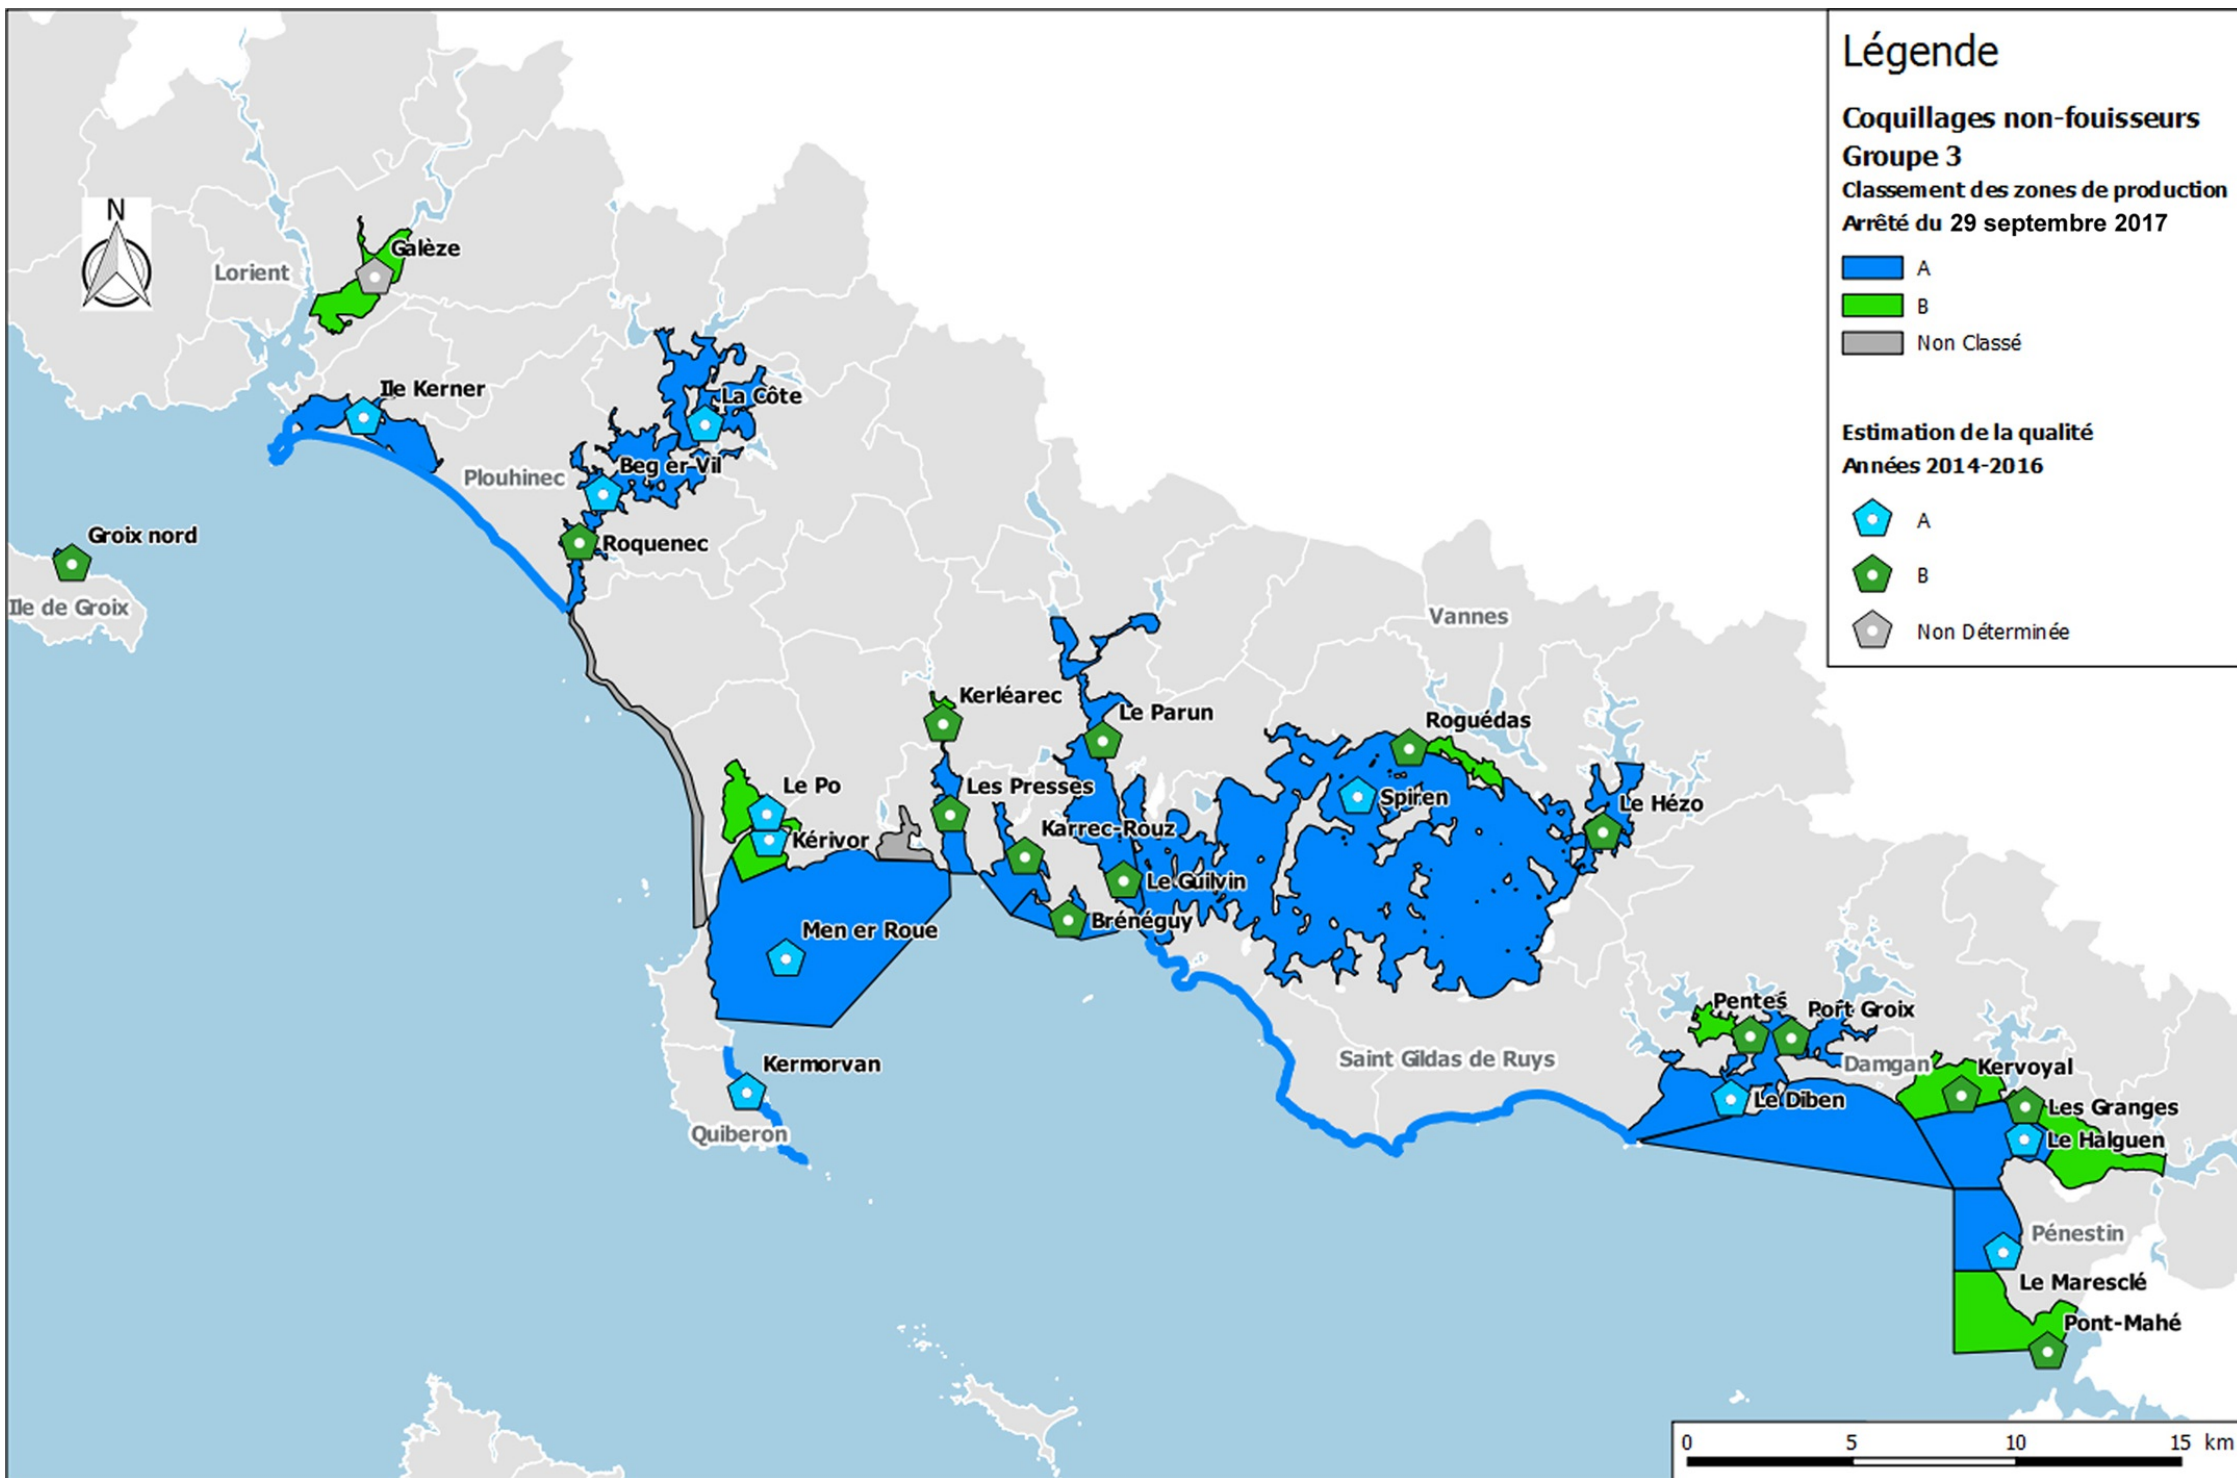 Légende
Coquillages non-fouisseurs
Groupe 3
Classement des zones de production
Arrêté du 29 septembre 2017
A
B
Non Classé
Estimation de la qualité
Années 2014-2016
A
B
Non Déterminée
N
Galèze
Lorient
Ile Kerner
La Côte
Beg er Vil
Plouhinec
Groix nord
Roquenec
Ile de Groix
Vannes
Kerléarec
Le Parun
Roguédas
Le Po
Les Presses
Spiren
Le Hézo
Karrec-Rouz
Kérivor
Le Guilvin
Brénéguy
Men er Roue
Pentes
Port Groix
Saint Gildas de Ruys
Damgan
Kermorvan
Kervoyal
Le Diben
Les Granges
Quiberon
Le Halguen
Pénestin
Le Maresclé
Pont-Mahé
0 5 10 15 km